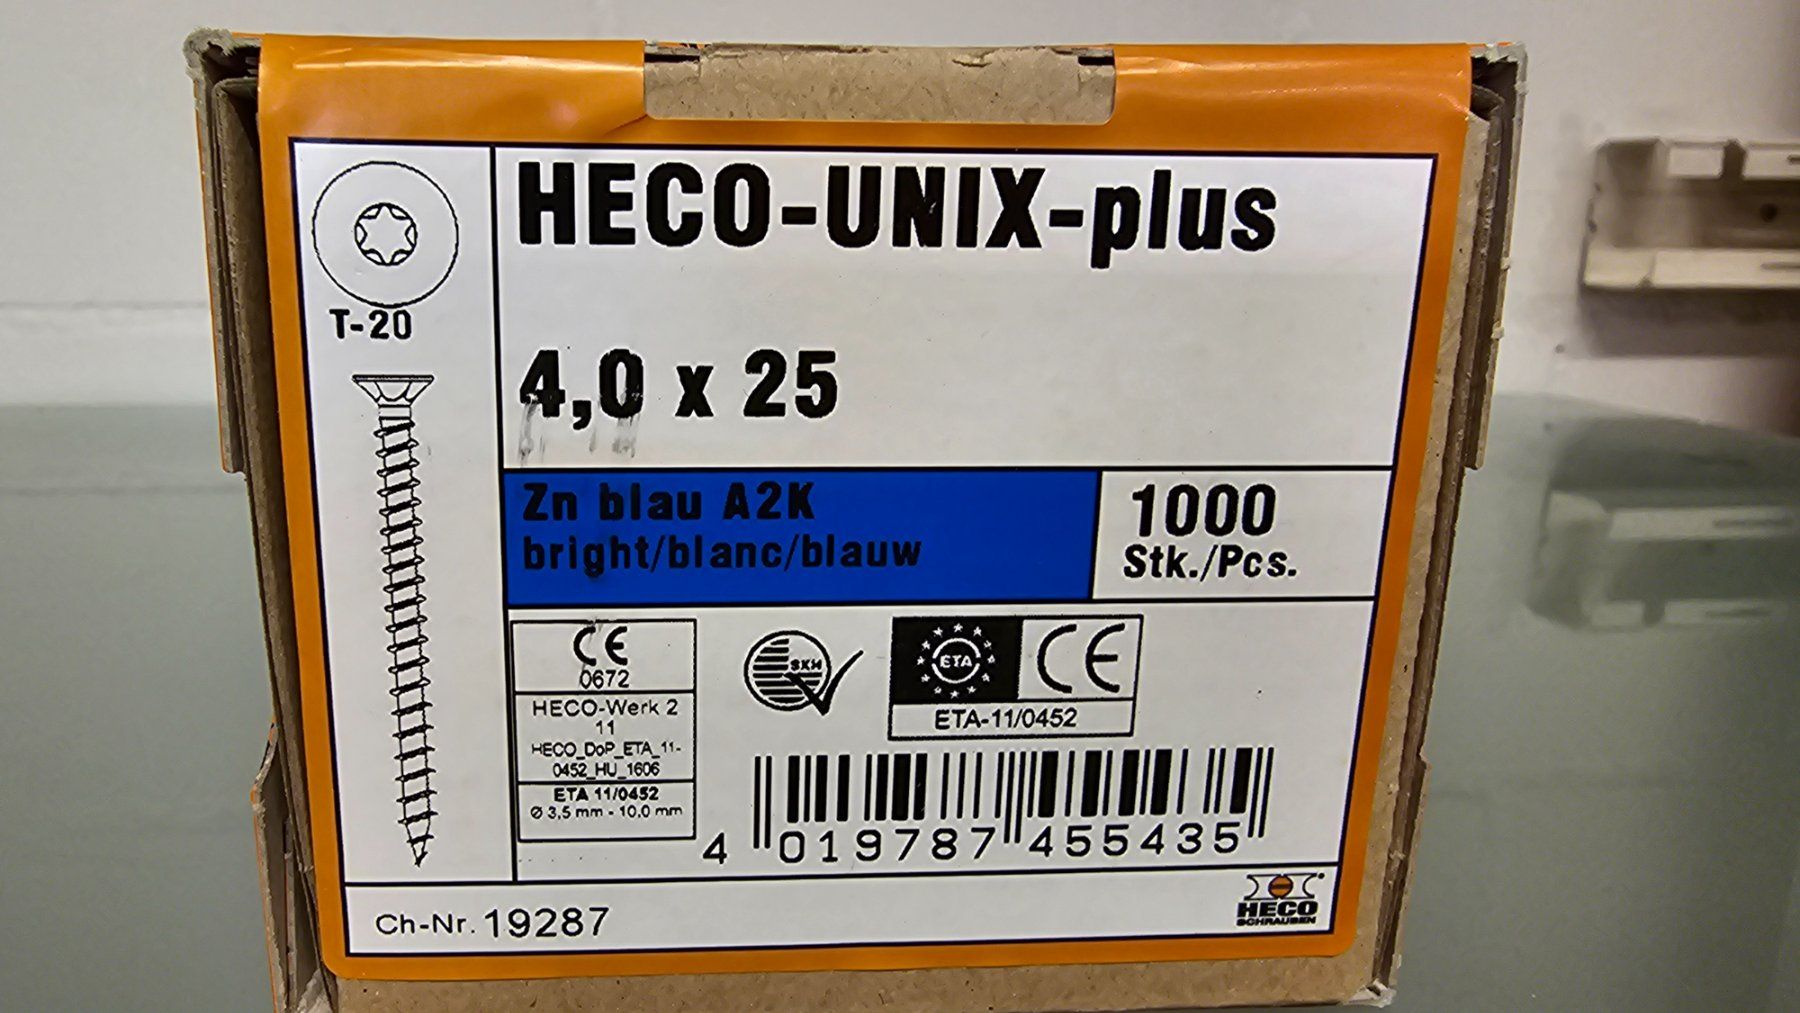 HECO-UNIX-plus
T-20
4,0 x 25
Zn blau A2K
bright/blanc/blauw
1000
Stk./Pcs.
CE
0672
HECO-Werk 2
11
HECO_DoP_ETA_11-
0452_HU_1606
ETA 11/0452
Ø 3,5 mm - 10,0 mm
SKH
ETA
CE
ETA-11/0452
4 019787 455435
Ch-Nr. 19287
HECO
SCHRAUBEN